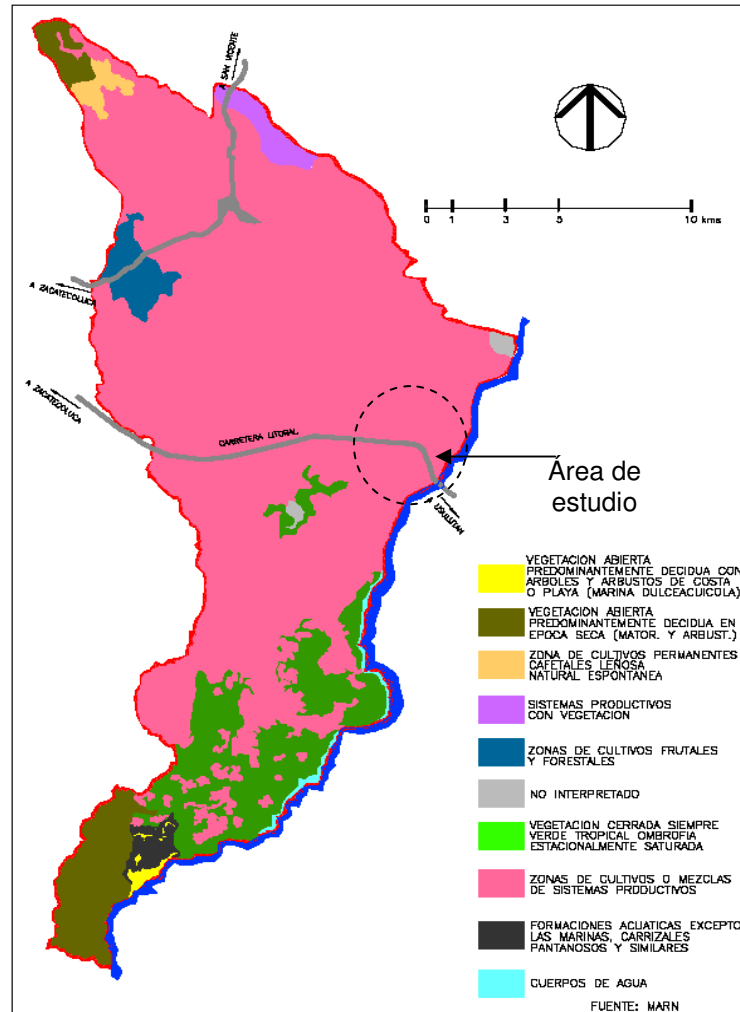 A SAN VICENTE
0 1 3 5 10 kms
A ZACATECOLUCA
A ZACATECOLUCA
CARRETERA LITORAL
Área de
estudio
A USULUTAN
VEGETACION ABIERTA
PREDOMINANTEMENTE DECIDUA CON
ARBOLES Y ARBUSTOS DE COSTA
O PLAYA (MARINA DULCEACUICOLA)
VEGETACION ABIERTA
PREDOMINANTEMENTE DECIDUA EN
EPOCA SECA (MATOR. Y ARBUST.)
ZONA DE CULTIVOS PERMANENTES
CAFETALES LEÑOSA
NATURAL ESPONTANEA
SISTEMAS PRODUCTIVOS
CON VEGETACION
ZONAS DE CULTIVOS FRUTALES
Y FORESTALES
NO INTERPRETADO
VEGETACION CERRADA SIEMPRE
VERDE TROPICAL OMBROFIA
ESTACIONALMENTE SATURADA
ZONAS DE CULTIVOS O MEZCLAS
DE SISTEMAS PRODUCTIVOS
FORMACIONES ACUATICAS EXCEPTO
LAS MARINAS, CARRIZALES
PANTANOSOS Y SIMILARES
CUERPOS DE AGUA
FUENTE: MARN